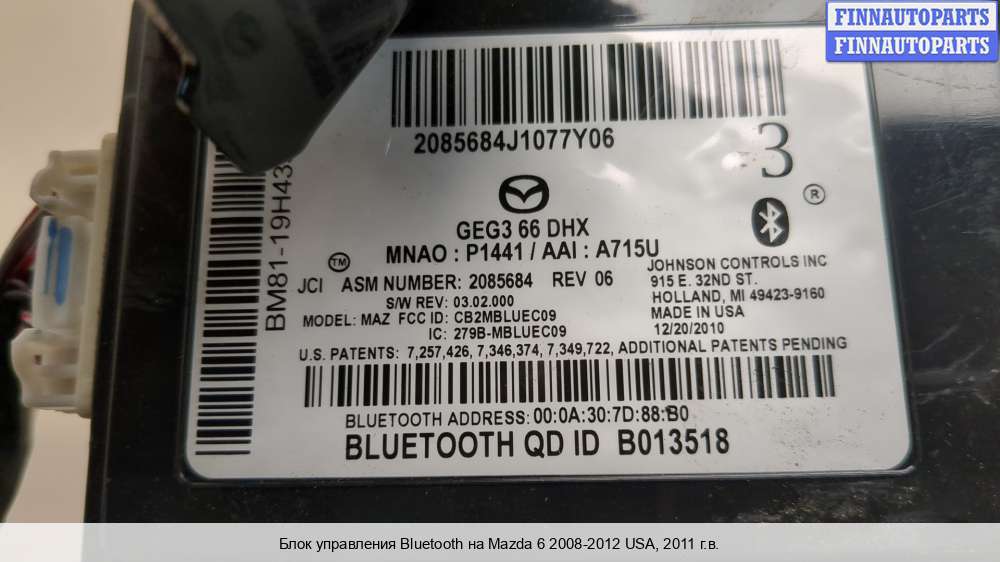 FINNAUTOPARTS
FINNAUTOPARTS
2085684J1077Y06
3
BM81-19H43
GEG3 66 DHX
MNAO : P1441 / AAI : A715U
®
JCI ™ ASM NUMBER: 2085684 REV 06
S/W REV: 03.02.000
MODEL: MAZ FCC ID: CB2MBLUEC09
IC: 279B-MBLUEC09
JOHNSON CONTROLS INC
915 E. 32ND ST.
HOLLAND, MI 49423-9160
MADE IN USA
12/20/2010
U.S. PATENTS: 7,257,426, 7,346,374, 7,349,722, ADDITIONAL PATENTS PENDING
BLUETOOTH ADDRESS: 00:0A:30:7D:88:B0
BLUETOOTH QD ID B013518
Блок управления Bluetooth на Mazda 6 2008-2012 USA, 2011 г.в.